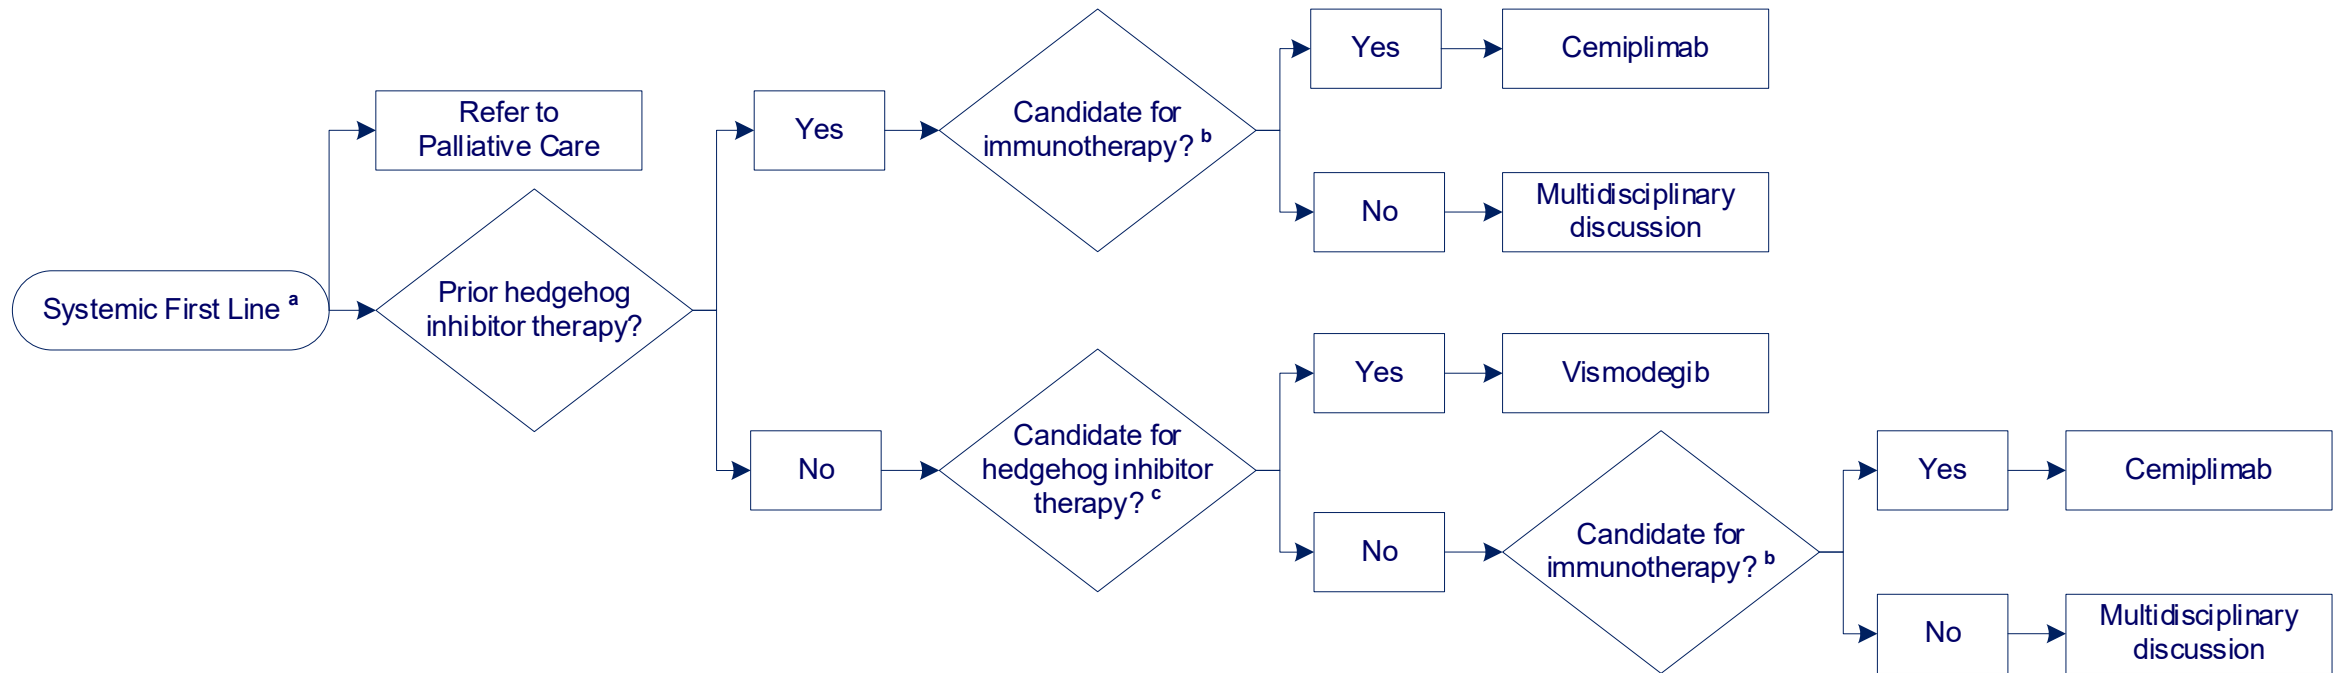 Systemic First Line a
Refer to
Palliative Care
Prior hedgehog
inhibitor therapy?
Yes
Candidate for
immunotherapy? b
Yes
Cemiplimab
No
Multidisciplinary
discussion
No
Candidate for
hedgehog inhibitor
therapy? c
Yes
Vismodegib
No
Candidate for
immunotherapy? b
Yes
Cemiplimab
No
Multidisciplinary
discussion